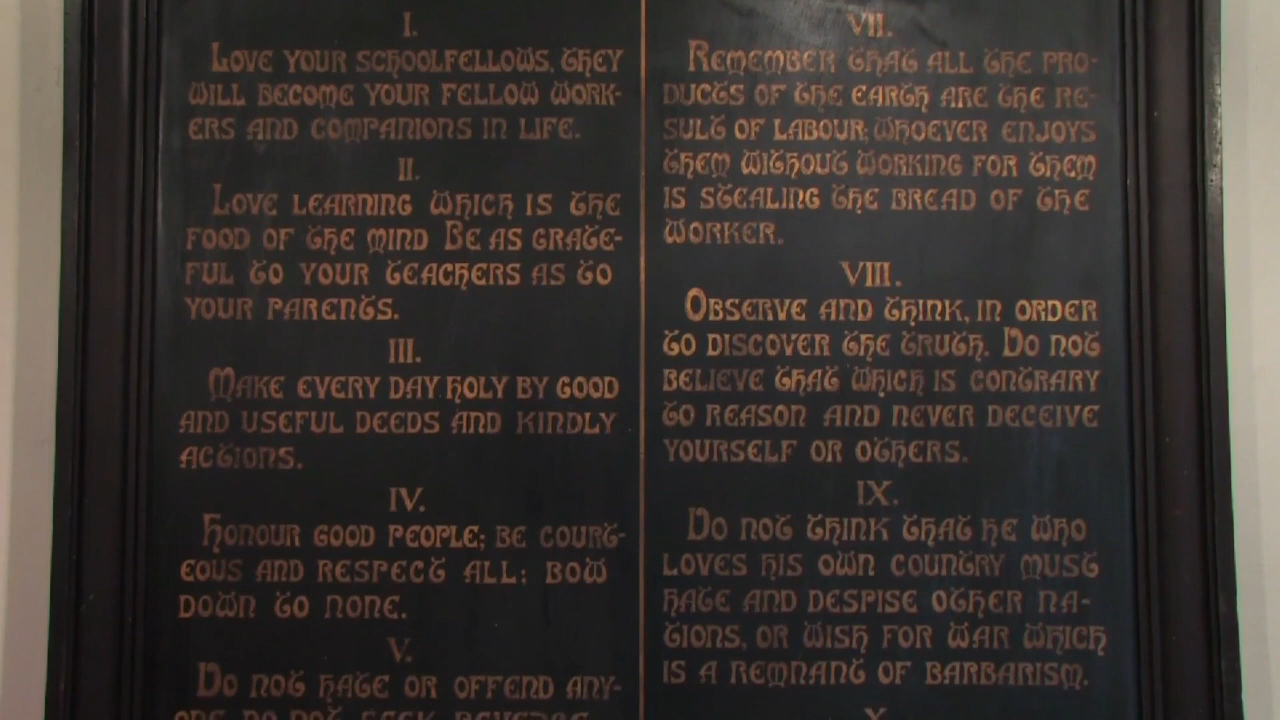 I.
LOVE YOUR SCHOOLFELLOWS, THEY
WILL BECOME YOUR FELLOW WORK-
ERS AND COMPANIONS IN LIFE.
II.
LOVE LEARNING WHICH IS THE
FOOD OF THE MIND BE AS GRATE-
FUL TO YOUR TEACHERS AS TO
YOUR PARENTS.
III.
MAKE EVERY DAY HOLY BY GOOD
AND USEFUL DEEDS AND KINDLY
ACTIONS.
IV.
HONOUR GOOD PEOPLE; BE COURT-
EOUS AND RESPECT ALL: BOW
DOWN TO NONE.
V.
DO NOT HATE OR OFFEND ANY-
ONE DO NOT SEEK REVENGE
VII.
REMEMBER THAT ALL THE PRO-
DUCTS OF THE EARTH ARE THE RE-
SULT OF LABOUR; WHOEVER ENJOYS
THEM WITHOUT WORKING FOR THEM
IS STEALING THE BREAD OF THE
WORKER.
VIII.
OBSERVE AND THINK, IN ORDER
TO DISCOVER THE TRUTH. DO NOT
BELIEVE THAT WHICH IS CONTRARY
TO REASON AND NEVER DECEIVE
YOURSELF OR OTHERS.
IX.
DO NOT THINK THAT HE WHO
LOVES HIS OWN COUNTRY MUST
HATE AND DESPISE OTHER NA-
TIONS, OR WISH FOR WAR WHICH
IS A REMNANT OF BARBARISM.
X